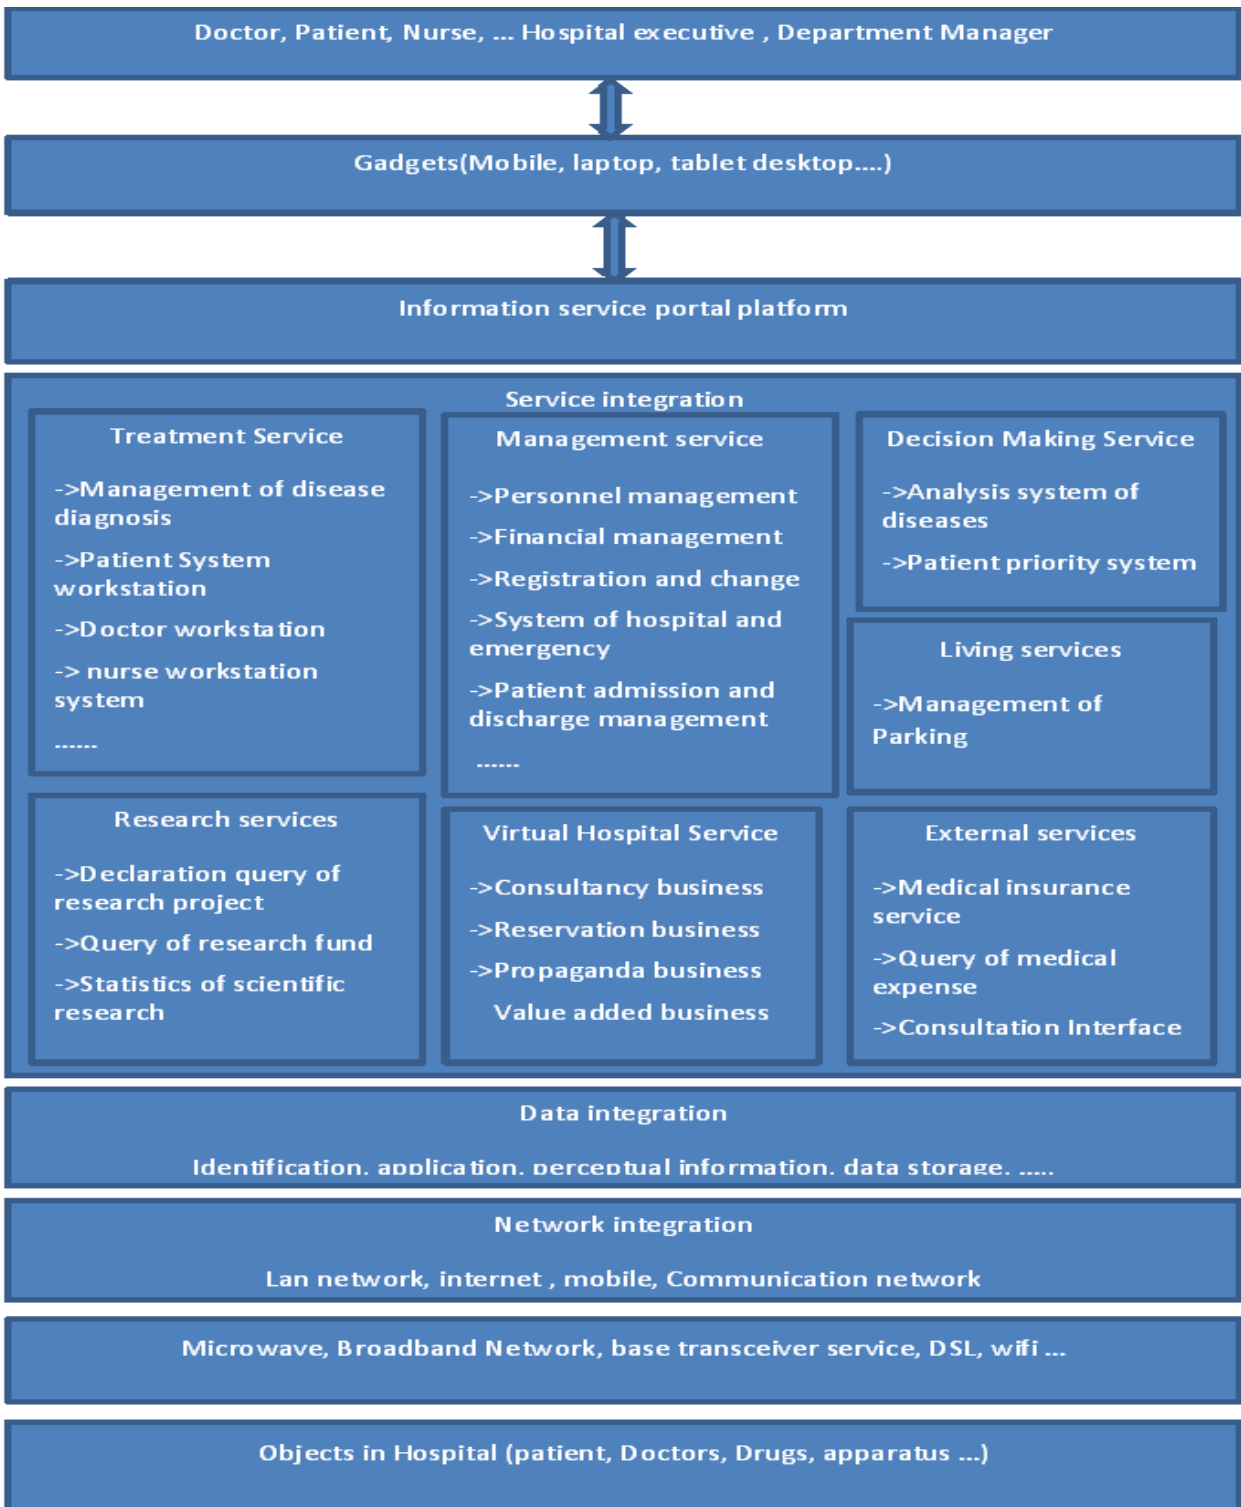 Doctor, Patient, Nurse, ... Hospital executive , Department Manager
Gadgets(Mobile, laptop, tablet desktop....)
Information service portal platform
Service integration
Treatment Service
->Management of disease
diagnosis
->Patient System
workstation
->Doctor workstation
-> nurse workstation
system
......
Management service
->Personnel management
->Financial management
->Registration and change
->System of hospital and
emergency
->Patient admission and
discharge management
......
Decision Making Service
->Analysis system of
diseases
->Patient priority system
Living services
->Management of
Parking
Research services
->Declaration query of
research project
->Query of research fund
->Statistics of scientific
research
Virtual Hospital Service
->Consultancy business
->Reservation business
->Propaganda business
Value added business
External services
->Medical insurance
service
->Query of medical
expense
->Consultation Interface
Data integration
Identification, application, perceptual information, data storage, .....
Network integration
Lan network, internet , mobile, Communication network
Microwave, Broadband Network, base transceiver service, DSL, wifi ...
Objects in Hospital (patient, Doctors, Drugs, apparatus ...)